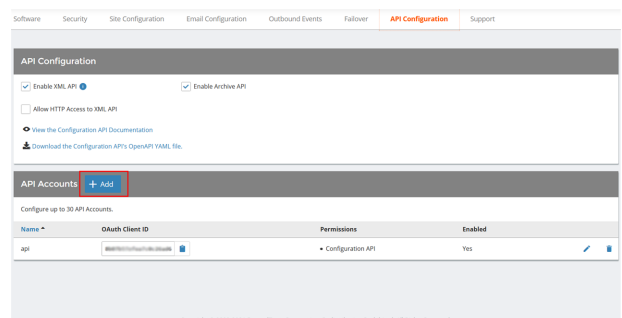 Software Security Site Configuration Email Configuration Outbound Events Failover API Configuration Support
API Configuration
Enable XML API
Enable Archive API
Allow HTTP Access to XML API
View the Configuration API Documentation
Download the Configuration API's OpenAPI YAML file.
API Accounts + Add
Configure up to 30 API Accounts.
Name OAuth Client ID Permissions Enabled
api • Configuration API Yes